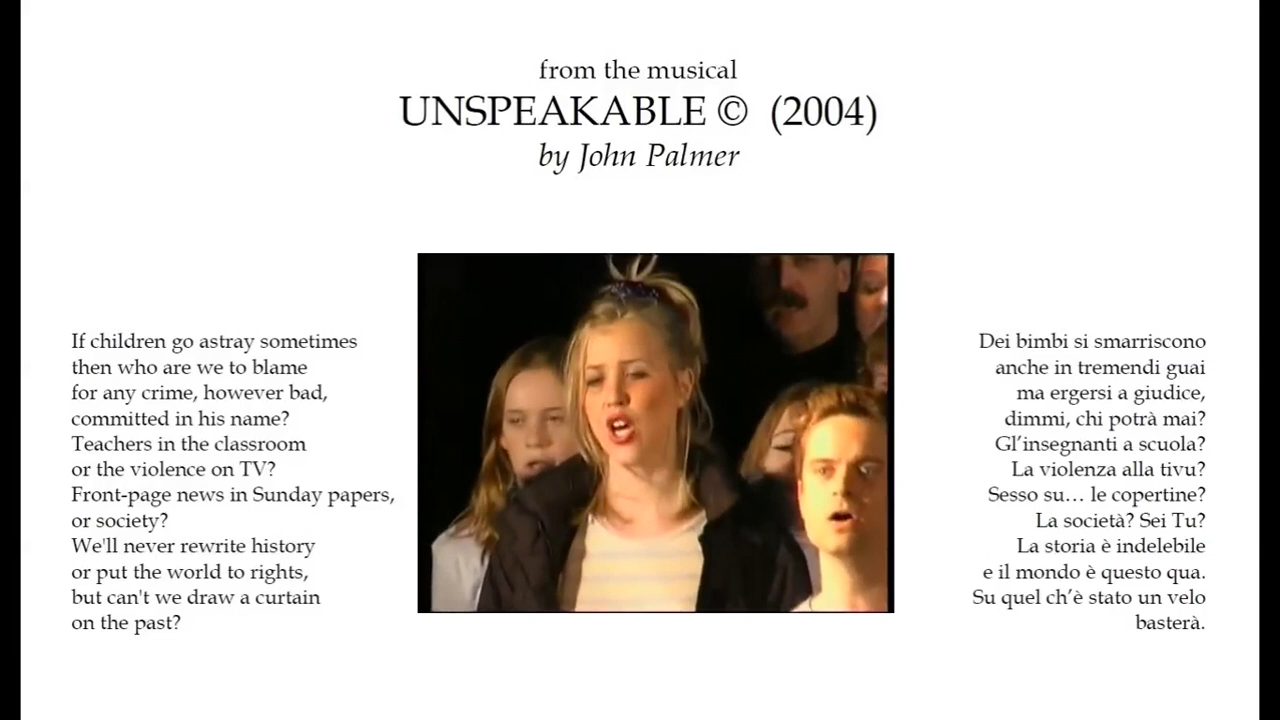 from the musical
UNSPEAKABLE © (2004)
by John Palmer
If children go astray sometimes
then who are we to blame
for any crime, however bad,
committed in his name?
Teachers in the classroom
or the violence on TV?
Front-page news in Sunday papers,
or society?
We'll never rewrite history
or put the world to rights,
but can't we draw a curtain
on the past?
Dei bimbi si smarriscono
anche in tremendi guai
ma ergersi a giudice,
dimmi, chi potrà mai?
Gl’insegnanti a scuola?
La violenza alla tivu?
Sesso su… le copertine?
La società? Sei Tu?
La storia è indelebile
e il mondo è questo qua.
Su quel ch’è stato un velo
basterà.